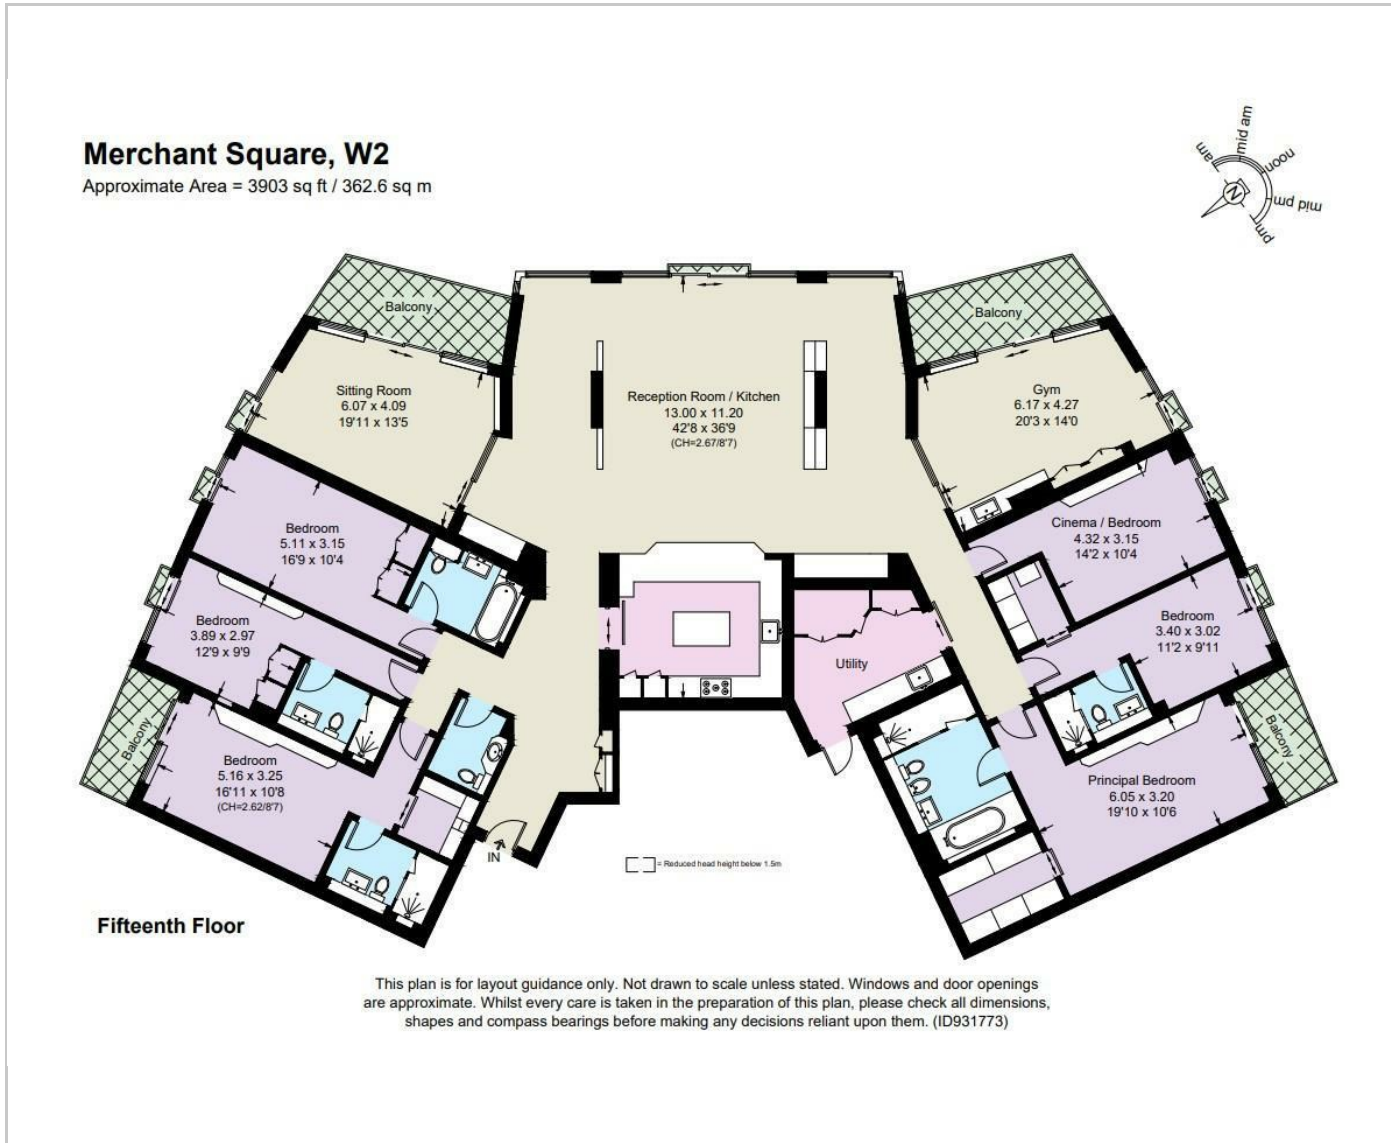 Merchant Square, W2
Approximate Area = 3903 sq ft / 362.6 sq m
am
mid am
noon
mid pm
pm
N
Balcony
Balcony
Sitting Room
6.07 x 4.09
19'11 x 13'5
Reception Room / Kitchen
13.00 x 11.20
42'8 x 36'9
(CH=2.67/8'7)
Gym
6.17 x 4.27
20'3 x 14'0
Bedroom
5.11 x 3.15
16'9 x 10'4
Cinema / Bedroom
4.32 x 3.15
14'2 x 10'4
Bedroom
3.89 x 2.97
12'9 x 9'9
Bedroom
3.40 x 3.02
11'2 x 9'11
Utility
Balcony
Bedroom
5.16 x 3.25
16'11 x 10'8
(CH=2.62/8'7)
Balcony
Principal Bedroom
6.05 x 3.20
19'10 x 10'6
IN
= Reduced head height below 1.5m
Fifteenth Floor
This plan is for layout guidance only. Not drawn to scale unless stated. Windows and door openings
are approximate. Whilst every care is taken in the preparation of this plan, please check all dimensions,
shapes and compass bearings before making any decisions reliant upon them. (ID931773)